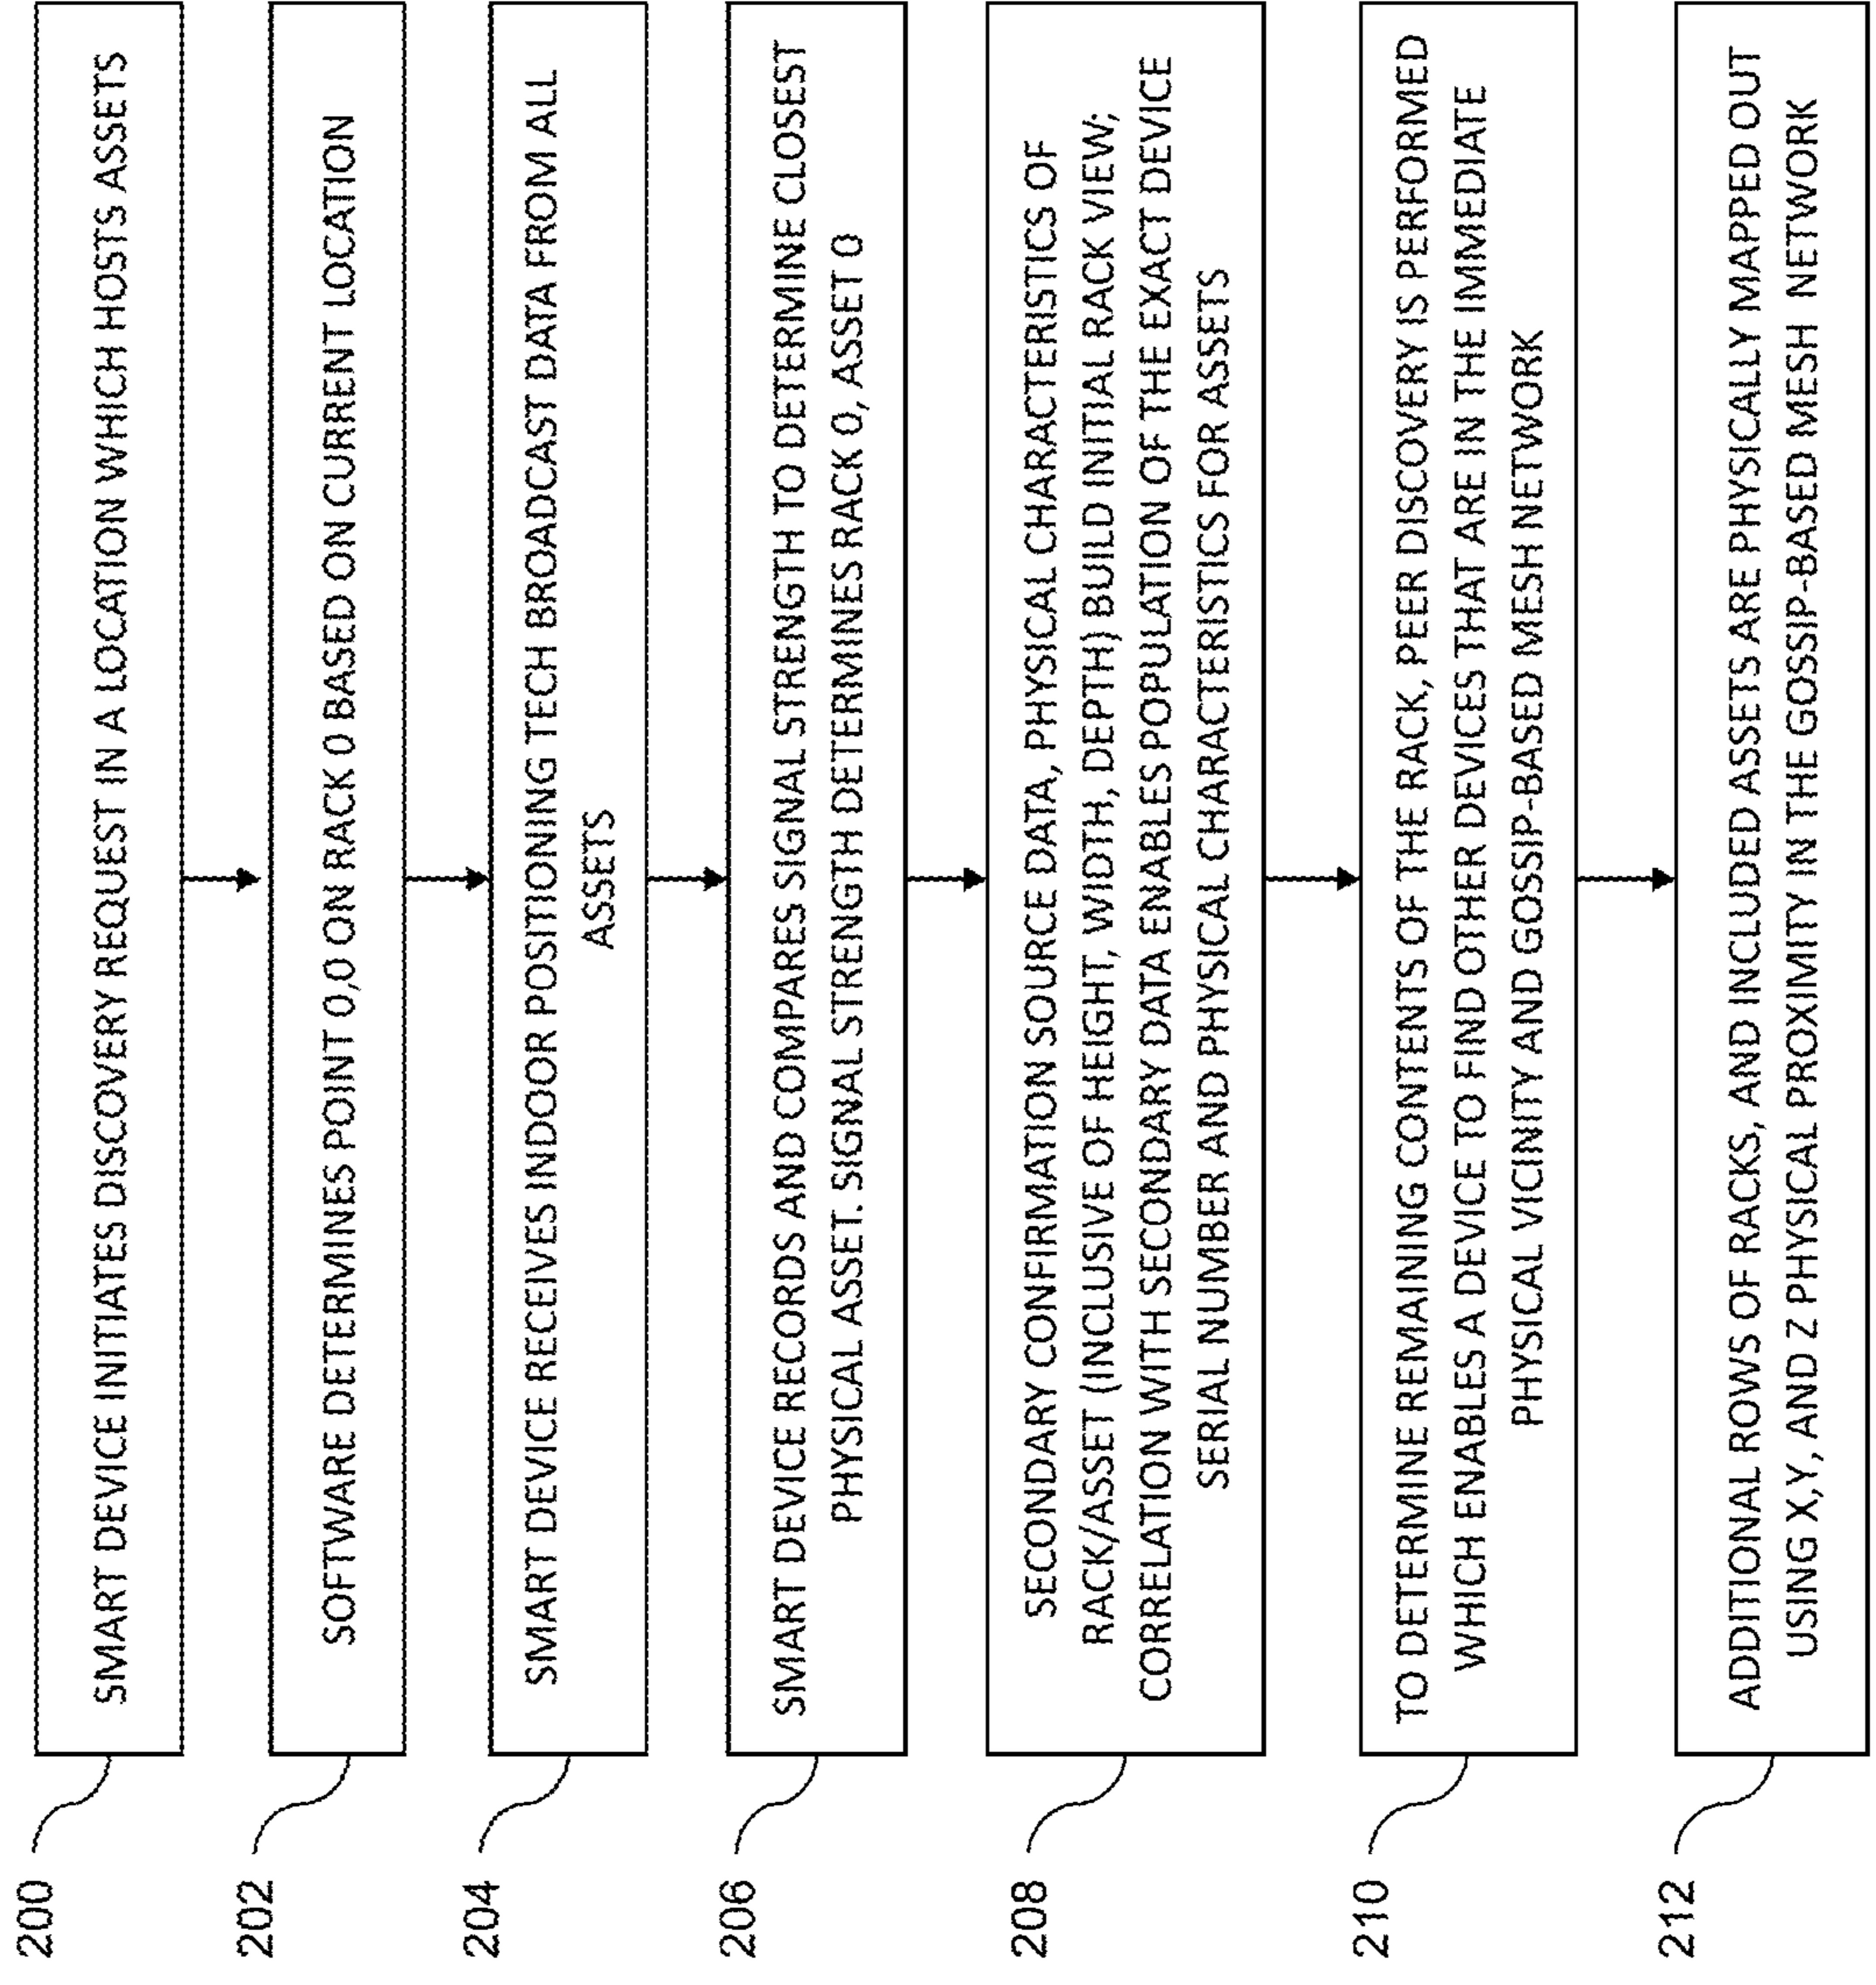 200
SMART DEVICE INITIATES DISCOVERY REQUEST IN A LOCATION WHICH HOSTS ASSETS
202
SOFTWARE DETERMINES POINT 0,0 ON RACK 0 BASED ON CURRENT LOCATION
204
SMART DEVICE RECEIVES INDOOR POSITIONING TECH BROADCAST DATA FROM ALL
ASSETS
206
SMART DEVICE RECORDS AND COMPARES SIGNAL STRENGTH TO DETERMINE CLOSEST
PHYSICAL ASSET. SIGNAL STRENGTH DETERMINES RACK 0, ASSET 0
208
SECONDARY CONFIRMATION SOURCE DATA, PHYSICAL CHARACTERISTICS OF
RACK/ASSET (INCLUSIVE OF HEIGHT, WIDTH, DEPTH) BUILD INITIAL RACK VIEW;
CORRELATION WITH SECONDARY DATA ENABLES POPULATION OF THE EXACT DEVICE
SERIAL NUMBER AND PHYSICAL CHARACTERISTICS FOR ASSETS
210
TO DETERMINE REMAINING CONTENTS OF THE RACK, PEER DISCOVERY IS PERFORMED
WHICH ENABLES A DEVICE TO FIND OTHER DEVICES THAT ARE IN THE IMMEDIATE
PHYSICAL VICINITY AND GOSSIP-BASED MESH NETWORK
212
ADDITIONAL ROWS OF RACKS, AND INCLUDED ASSETS ARE PHYSICALLY MAPPED OUT
USING X,Y, AND Z PHYSICAL PROXIMITY IN THE GOSSIP-BASED MESH NETWORK